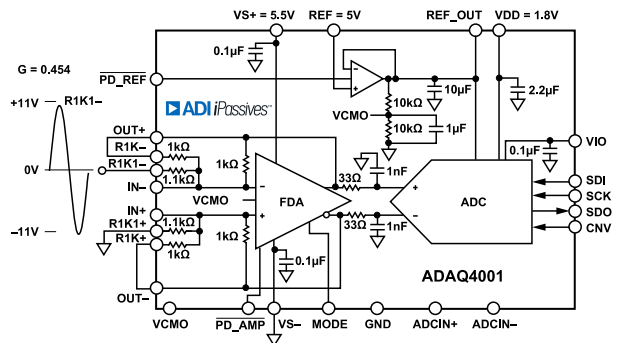 VS+ = 5.5V REF = 5V REF_OUT VDD = 1.8V
0.1µF
G = 0.454
PD_REF
10µF
2.2µF
+11V R1K1–
ADI iPassives™
10kΩ
VCMO
10kΩ
1µF
OUT+
R1K– 1kΩ
1kΩ
0.1µF
VIO
0V R1K1–
1.1kΩ
33Ω
1nF
IN–
VCMO
FDA
ADC
SDI
SCK
SDO
CNV
IN+
R1K1+ 1.1kΩ
–11V R1K+
1kΩ
1kΩ
33Ω
1nF
0.1µF
ADAQ4001
OUT–
VCMO PD_AMP VS– MODE GND ADCIN+ ADCIN–